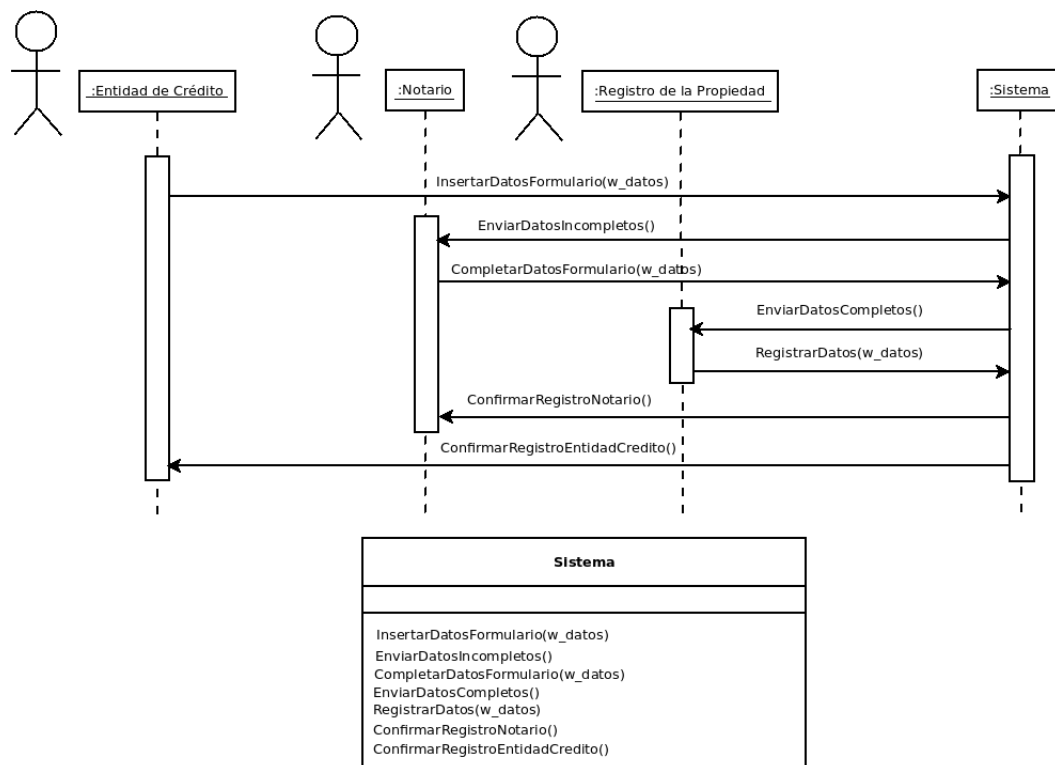 :Entidad de Crédito
:Notario
:Registro de la Propiedad
:Sistema
InsertarDatosFormulario(w_datos)
EnviarDatosIncompletos()
CompletarDatosFormulario(w_datos)
EnviarDatosCompletos()
RegistrarDatos(w_datos)
ConfirmarRegistroNotario()
ConfirmarRegistroEntidadCredito()
Sistema
InsertarDatosFormulario(w_datos)
EnviarDatosIncompletos()
CompletarDatosFormulario(w_datos)
EnviarDatosCompletos()
RegistrarDatos(w_datos)
ConfirmarRegistroNotario()
ConfirmarRegistroEntidadCredito()